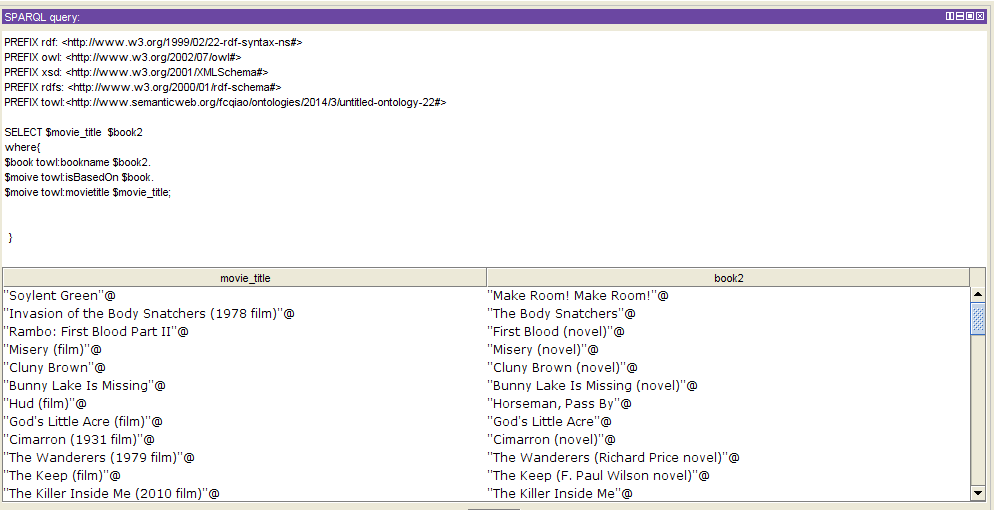 SPARQL query:
PREFIX rdf: <http://www.w3.org/1999/02/22-rdf-syntax-ns#>
PREFIX owl: <http://www.w3.org/2002/07/owl#>
PREFIX xsd: <http://www.w3.org/2001/XMLSchema#>
PREFIX rdfs: <http://www.w3.org/2000/01/rdf-schema#>
PREFIX towl:<http://www.semanticweb.org/fcqiao/ontologies/2014/3/untitled-ontology-22#>
SELECT $movie_title  $book2
where{
$book towl:bookname $book2.
$moive towl:isBasedOn $book.
$moive towl:movietitle $movie_title;
}
movie_title book2
"Soylent Green"@ "Make Room! Make Room!"@
"Invasion of the Body Snatchers (1978 film)"@ "The Body Snatchers"@
"Rambo: First Blood Part II"@ "First Blood (novel)"@
"Misery (film)"@ "Misery (novel)"@
"Cluny Brown"@ "Cluny Brown (novel)"@
"Bunny Lake Is Missing"@ "Bunny Lake Is Missing (novel)"@
"Hud (film)"@ "Horseman, Pass By"@
"God's Little Acre (film)"@ "God's Little Acre"@
"Cimarron (1931 film)"@ "Cimarron (novel)"@
"The Wanderers (1979 film)"@ "The Wanderers (Richard Price novel)"@
"The Keep (film)"@ "The Keep (F. Paul Wilson novel)"@
"The Killer Inside Me (2010 film)"@ "The Killer Inside Me"@